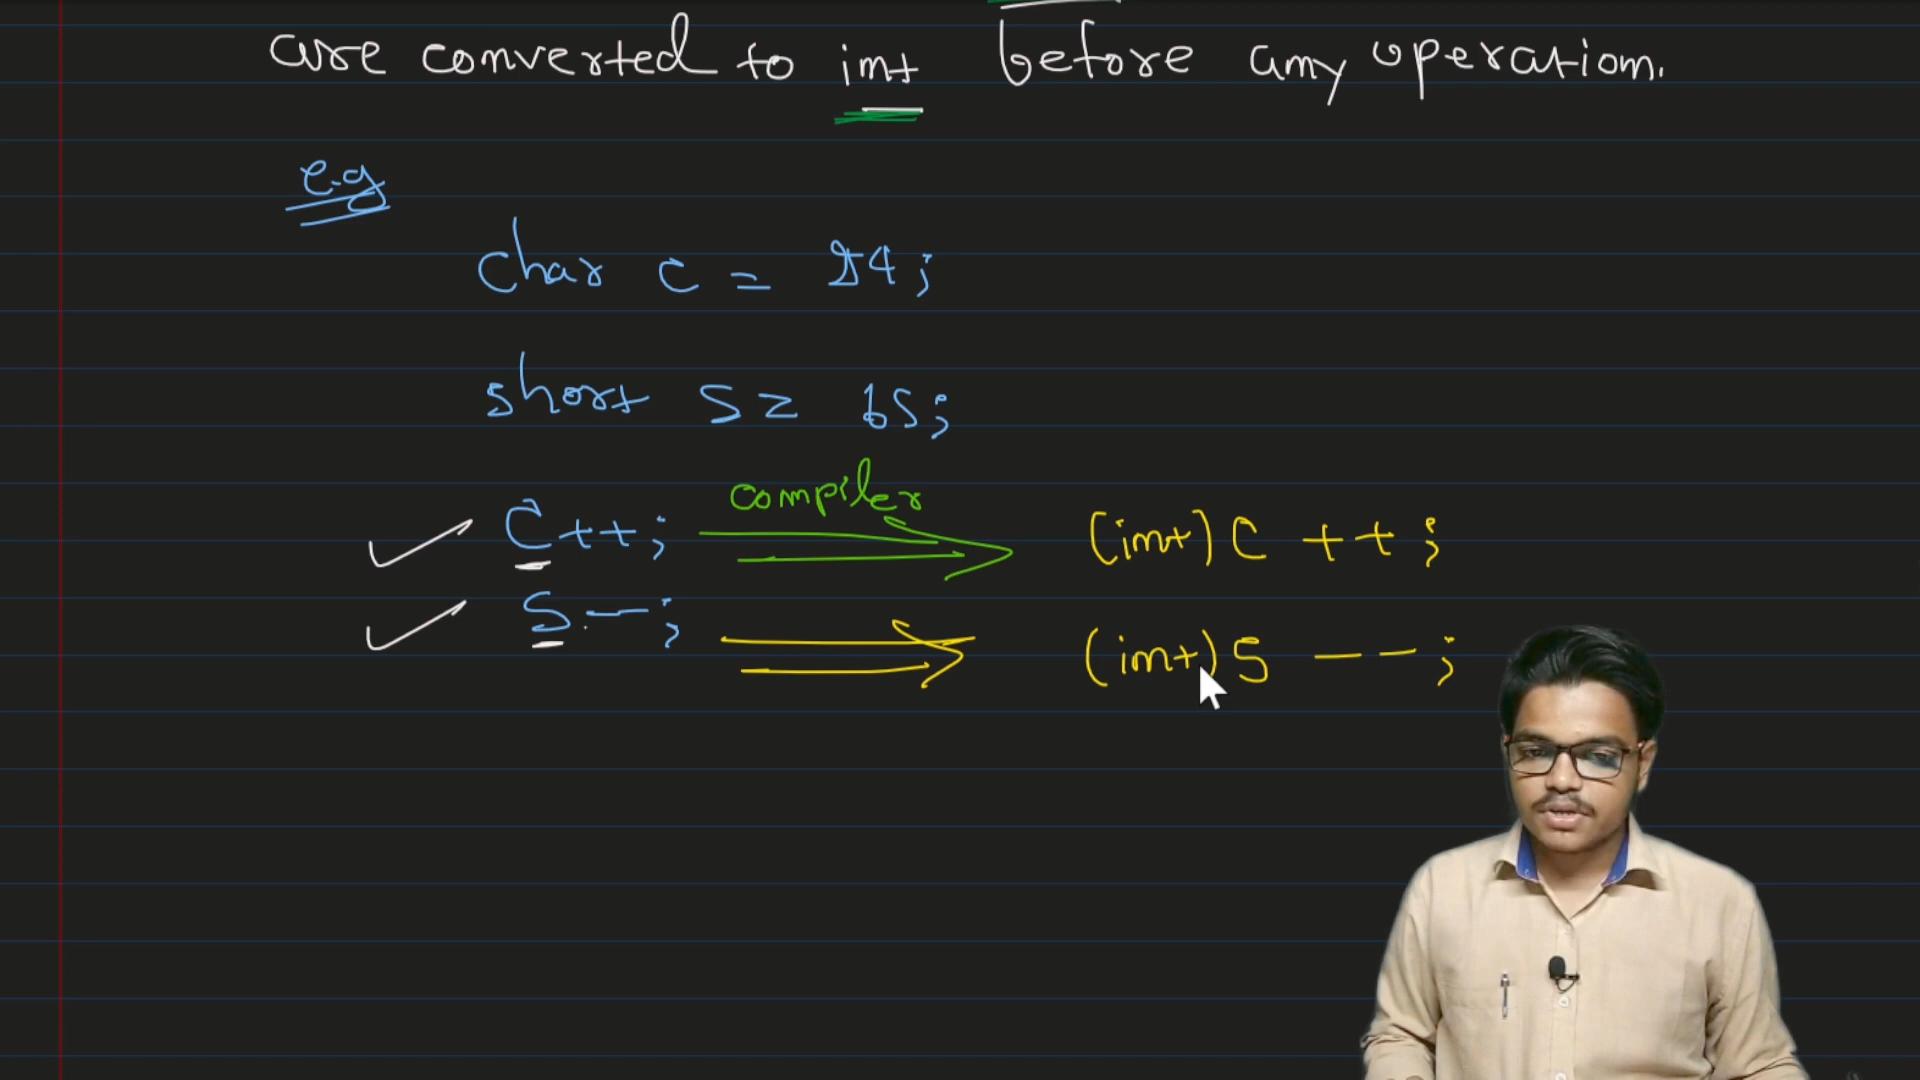 are converted to int before any operation.
e.g
char c = 54;
short s = 65;
compiler
C++; (int) C ++;
S--; (int) S --;